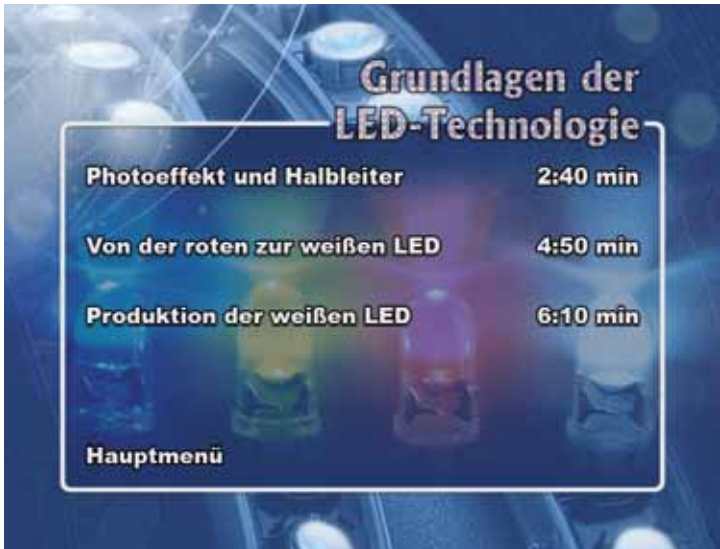 Grundlagen der
LED-Technologie
Photoeffekt und Halbleiter 2:40 min
Von der roten zur weißen LED 4:50 min
Produktion der weißen LED 6:10 min
Hauptmenü